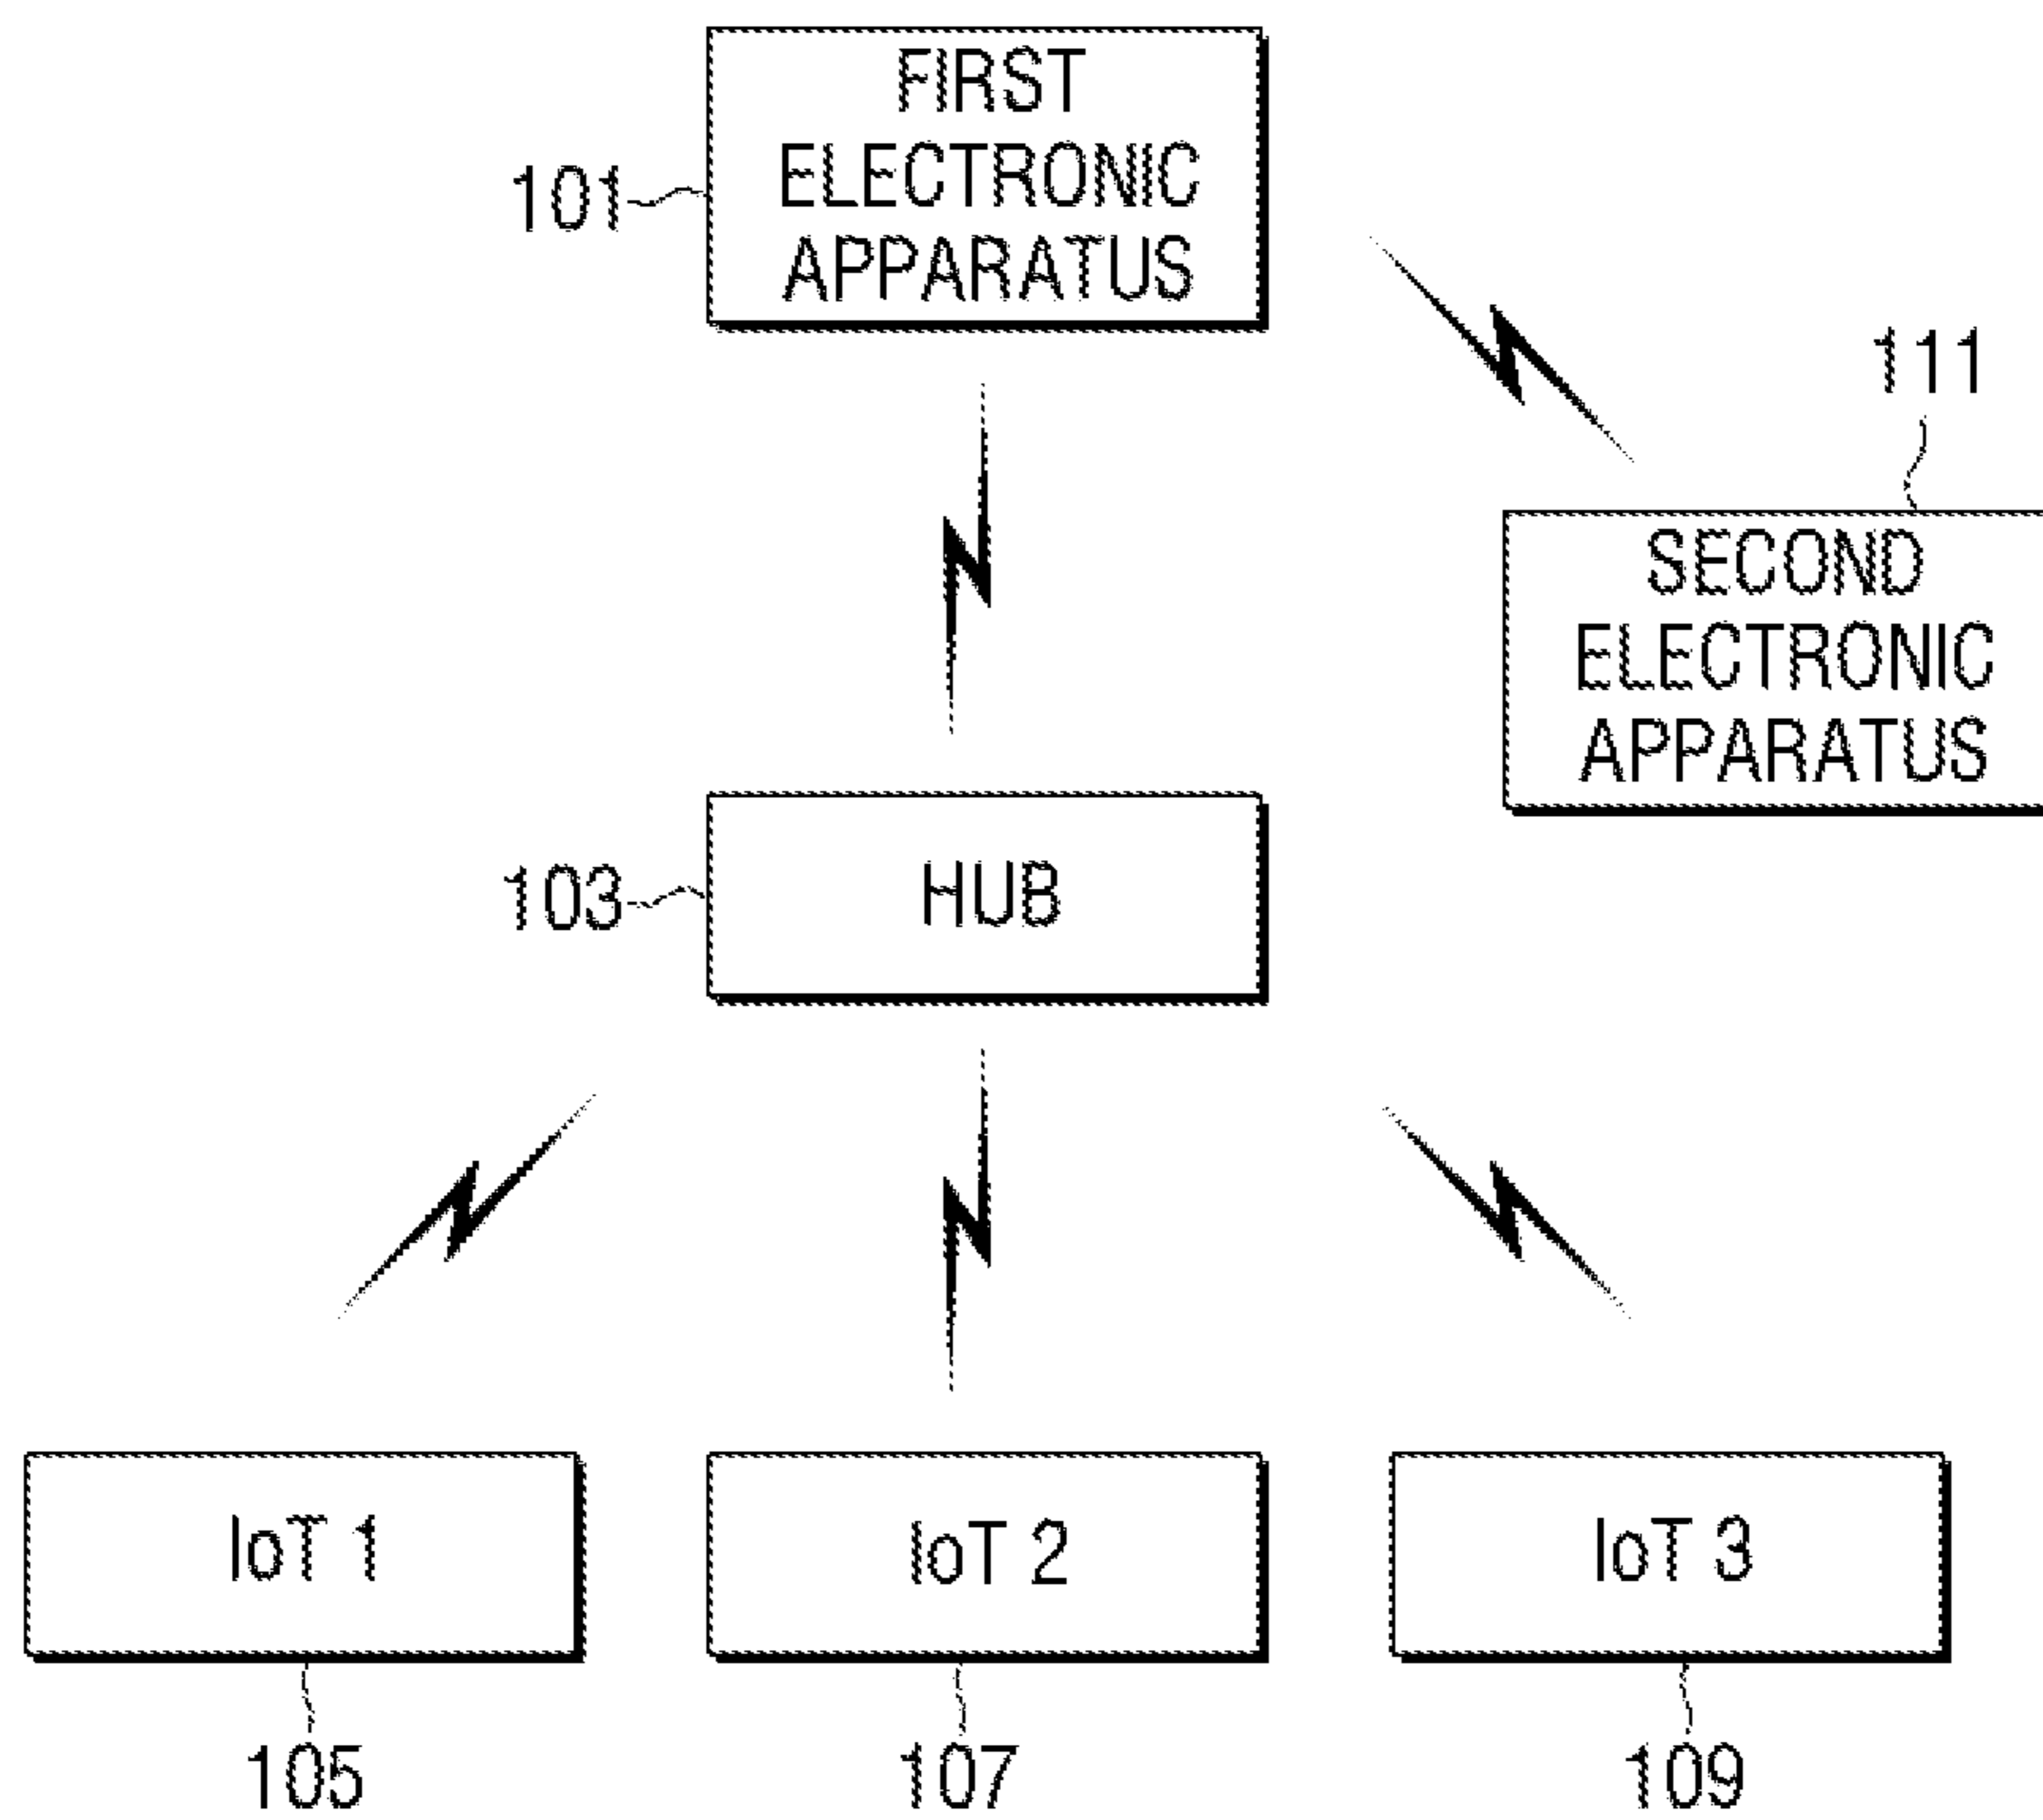 FIRST
ELECTRONIC
APPARATUS
101
111
SECOND
ELECTRONIC
APPARATUS
103
HUB
IoT 1
IoT 2
IoT 3
105
107
109